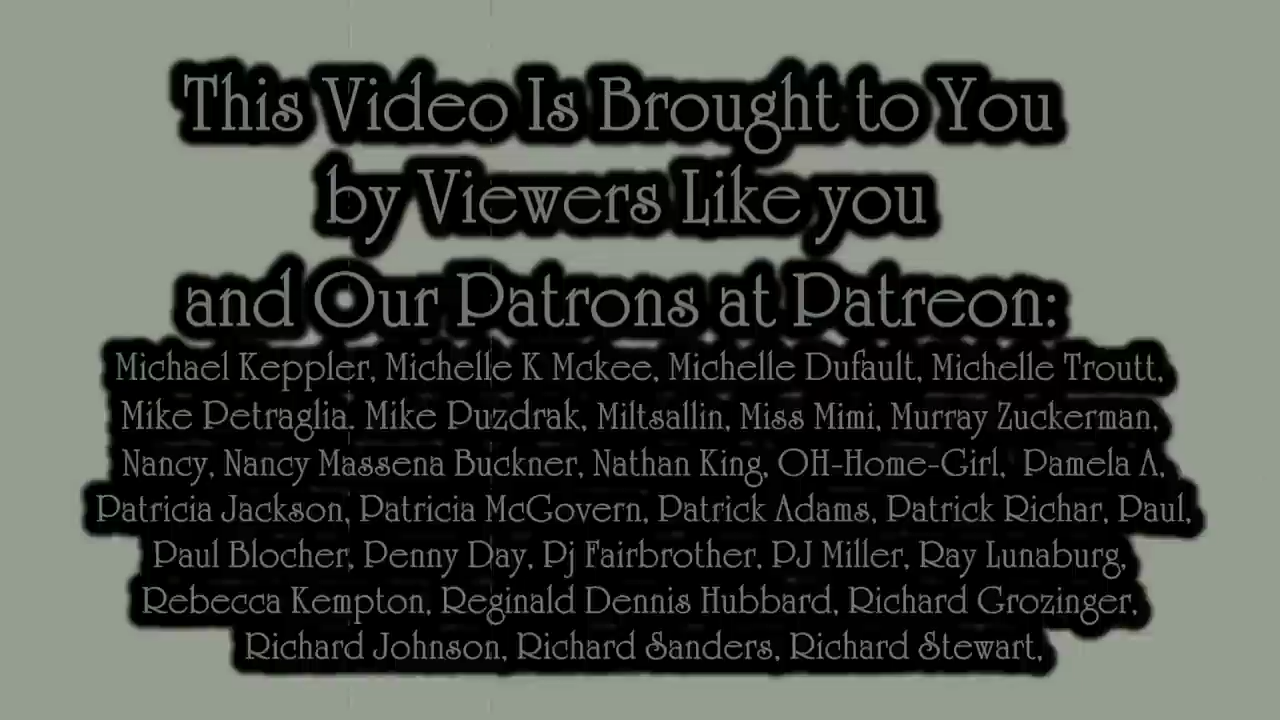 This Video Is Brought to You
by Viewers Like you
and Our Patrons at Patreon:
Michael Keppler, Michelle K Mckee, Michelle Dufault, Michelle Troutt,
Mike Petraglia. Mike Puzdrak, Miltsallin, Miss Mimi, Murray Zuckerman,
Nancy, Nancy Massena Buckner, Nathan King, OH-Home-Girl, Pamela A,
Patricia Jackson, Patricia McGovern, Patrick Adams, Patrick Richar, Paul,
Paul Blocher, Penny Day, Pj Fairbrother, PJ Miller, Ray Lunaburg,
Rebecca Kempton, Reginald Dennis Hubbard, Richard Grozinger,
Richard Johnson, Richard Sanders, Richard Stewart,